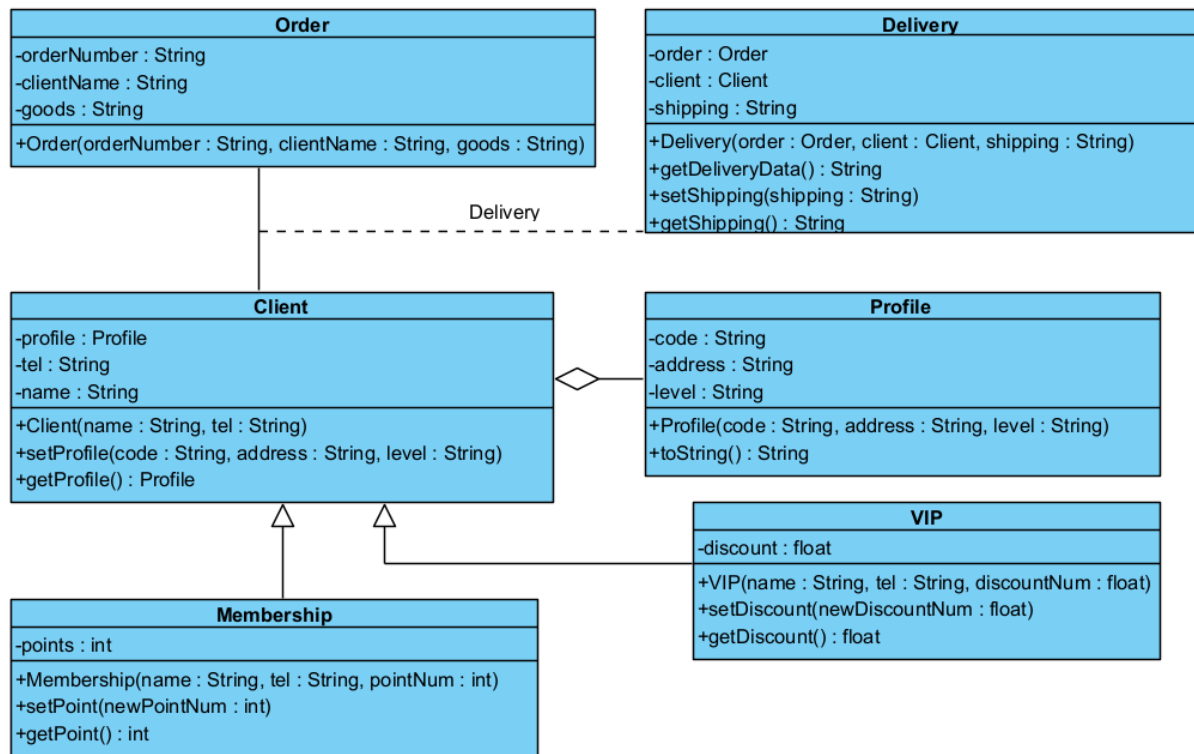 Order
-orderNumber : String
-clientName : String
-goods : String
+Order(orderNumber : String, clientName : String, goods : String)
Delivery
-order : Order
-client : Client
-shipping : String
+Delivery(order : Order, client : Client, shipping : String)
+getDeliveryData() : String
+setShipping(shipping : String)
+getShipping() : String
Delivery
Client
-profile : Profile
-tel : String
-name : String
+Client(name : String, tel : String)
+setProfile(code : String, address : String, level : String)
+getProfile() : Profile
Profile
-code : String
-address : String
-level : String
+Profile(code : String, address : String, level : String)
+toString() : String
VIP
-discount : float
+VIP(name : String, tel : String, discountNum : float)
+setDiscount(newDiscountNum : float)
+getDiscount() : float
Membership
-points : int
+Membership(name : String, tel : String, pointNum : int)
+setPoint(newPointNum : int)
+getPoint() : int